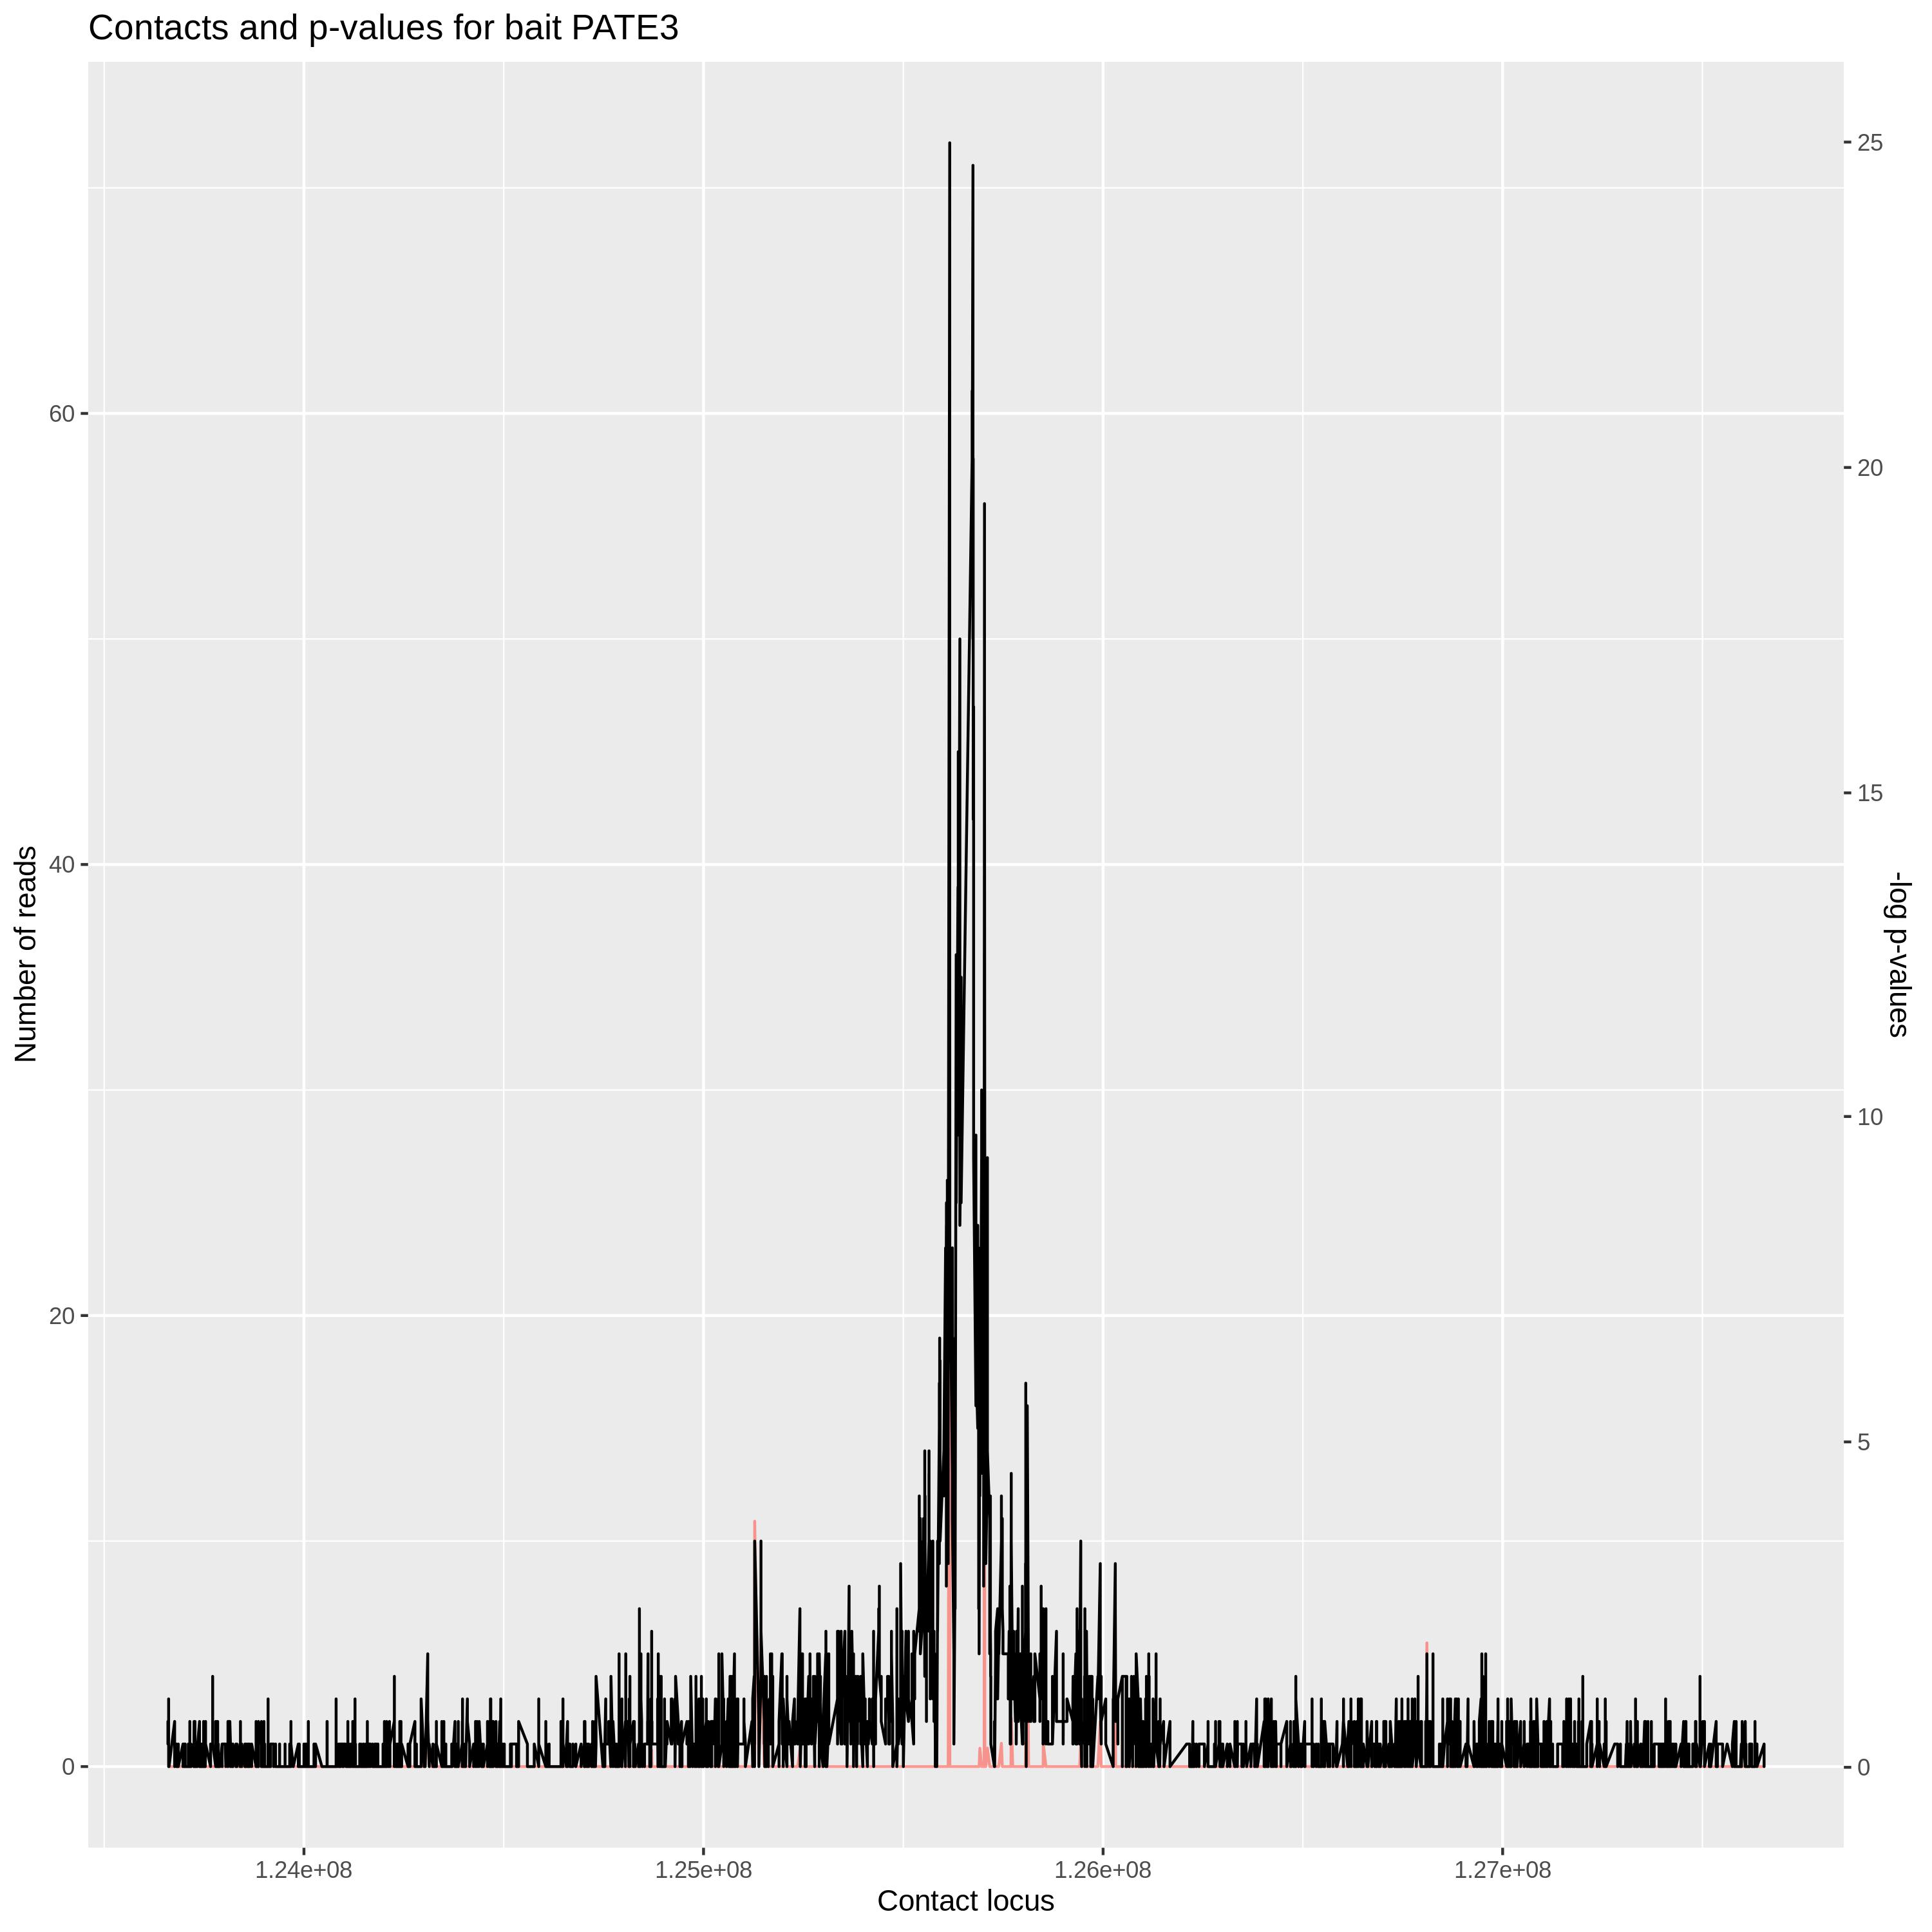 Contacts and p-values for bait PATE3
Number of reads
60
40
20
0
25
20
15
10
5
0
-log p-values
1.24e+08
1.25e+08
1.26e+08
1.27e+08
Contact locus